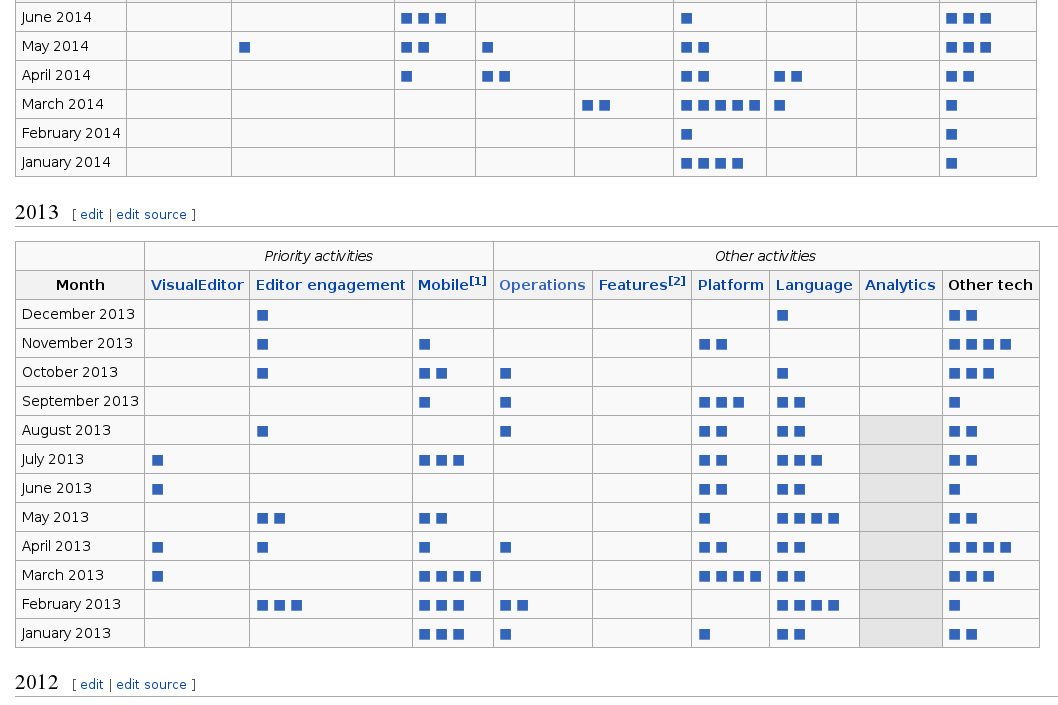 June 2014
May 2014
April 2014
March 2014
February 2014
January 2014
2013 [ edit | edit source ]
Priority activities Other activities
Month VisualEditor Editor engagement Mobile[1] Operations Features[2] Platform Language Analytics Other tech
December 2013
November 2013
October 2013
September 2013
August 2013
July 2013
June 2013
May 2013
April 2013
March 2013
February 2013
January 2013
2012 [ edit | edit source ]